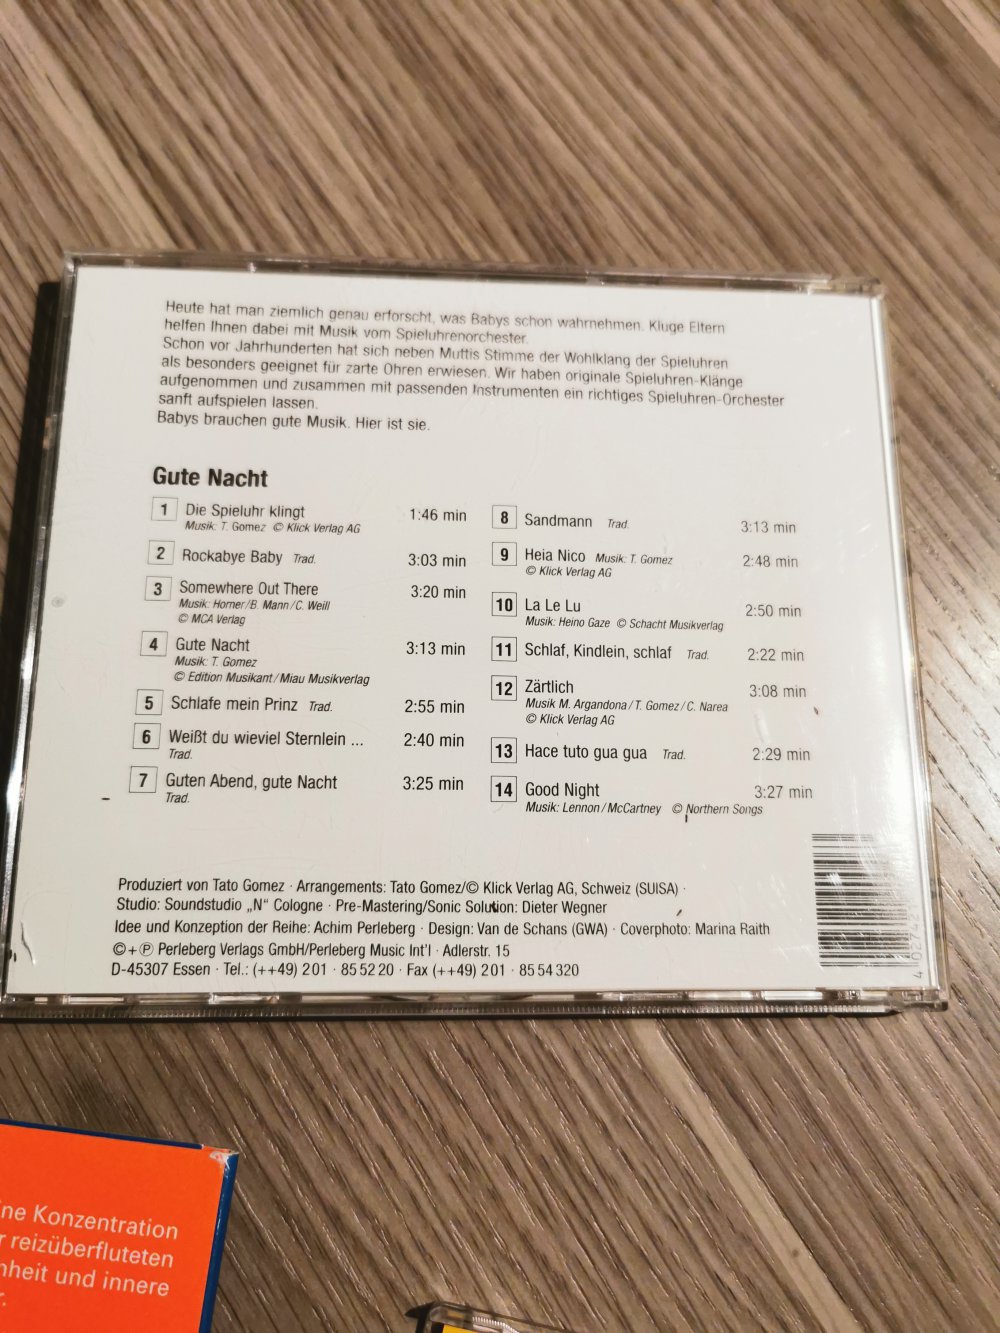 Heute hat man ziemlich genau erforscht, was Babys schon wahrnehmen. Kluge Eltern
helfen Ihnen dabei mit Musik vom Spieluhrenorchester.
Schon vor Jahrhunderten hat sich neben Muttis Stimme der Wohlklang der Spieluhren
als besonders geeignet für zarte Ohren erwiesen. Wir haben originale Spieluhren-Klänge
aufgenommen und zusammen mit passenden Instrumenten ein richtiges Spieluhren-Orchester
sanft aufspielen lassen.
Babys brauchen gute Musik. Hier ist sie.
Gute Nacht
1 Die Spieluhr klingt 1:46 min
Musik: T. Gomez © Klick Verlag AG
2 Rockabye Baby Trad. 3:03 min
3 Somewhere Out There 3:20 min
Musik: Horner/B. Mann/C. Weill
© MCA Verlag
4 Gute Nacht 3:13 min
Musik: T. Gomez
© Edition Musikant/Miau Musikverlag
5 Schlafe mein Prinz Trad. 2:55 min
6 Weißt du wieviel Sternlein ... 2:40 min
Trad.
7 Guten Abend, gute Nacht 3:25 min
Trad.
8 Sandmann Trad. 3:13 min
9 Heia Nico Musik: T. Gomez 2:48 min
© Klick Verlag AG
10 La Le Lu 2:50 min
Musik: Heino Gaze © Schacht Musikverlag
11 Schlaf, Kindlein, schlaf Trad. 2:22 min
12 Zärtlich 3:08 min
Musik M. Argandona/T. Gomez/C. Narea
© Klick Verlag AG
13 Hace tuto gua gua Trad. 2:29 min
14 Good Night 3:27 min
Musik: Lennon/McCartney © Northern Songs
Produziert von Tato Gomez · Arrangements: Tato Gomez/© Klick Verlag AG, Schweiz (SUISA) ·
Studio: Soundstudio „N“ Cologne · Pre-Mastering/Sonic Solution: Dieter Wegner
Idee und Konzeption der Reihe: Achim Perleberg · Design: Van de Schans (GWA) · Coverphoto: Marina Raith
©+℗ Perleberg Verlags GmbH/Perleberg Music Int'l · Adlerstr. 15
D-45307 Essen · Tel.: (++49) 2 01 · 85 52 20 · Fax (++49) 2 01 · 85 54 320
Konzentration
reizüberfluteten
und innere